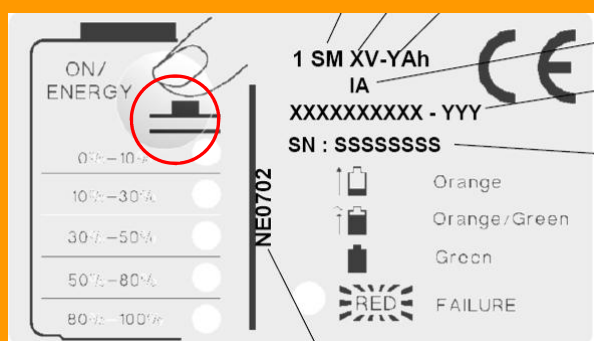 ON/
ENERGY
0%-10%
10%-30%
30%-50%
50%-80%
80%-100%
NE0702
1 SM XV-YAh
IA
XXXXXXXXXX - YYY
SN : SSSSSSSS
CE
Orange
Orange/Green
Green
RED
FAILURE